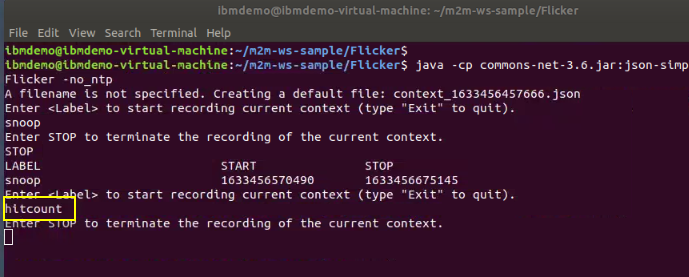 ibmdemo@ibmdemo-virtual-machine: ~/m2m-ws-sample/Flicker
File Edit View Search Terminal Help
ibmdemo@ibmdemo-virtual-machine:~/m2m-ws-sample/Flicker$
ibmdemo@ibmdemo-virtual-machine:~/m2m-ws-sample/Flicker$ java -cp commons-net-3.6.jar:json-simp
Flicker -no_ntp
A filename is not specified. Creating a default file: context_1633456457666.json
Enter <Label> to start recording current context (type "Exit" to quit).
snoop
Enter STOP to terminate the recording of the current context.
STOP
LABEL START STOP
snoop 1633456570490 1633456675145
Enter <Label> to start recording current context (type "Exit" to quit).
hitcount
Enter STOP to terminate the recording of the current context.